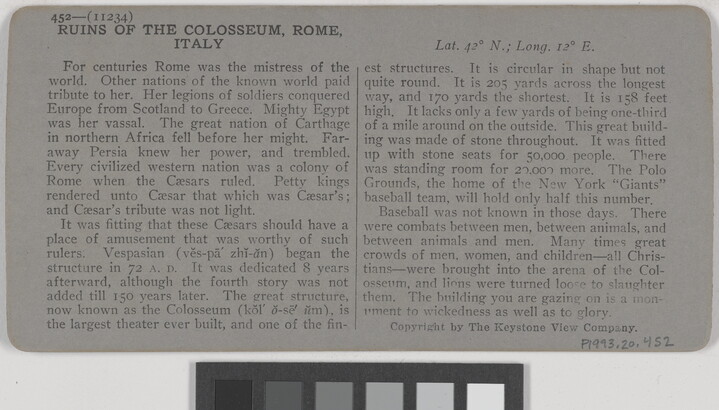 452—(11234)
RUINS OF THE COLOSSEUM, ROME,
ITALY
For centuries Rome was the mistress of the
world. Other nations of the known world paid
tribute to her. Her legions of soldiers conquered
Europe from Scotland to Greece. Mighty Egypt
was her vassal. The great nation of Carthage
in northern Africa fell before her might. Far-
away Persia knew her power, and trembled.
Every civilized western nation was a colony of
Rome when the Cæsars ruled. Petty kings
rendered unto Cæsar that which was Cæsar's;
and Cæsar's tribute was not light.
It was fitting that these Cæsars should have a
place of amusement that was worthy of such
rulers. Vespasian (vĕs-pā´ zhĭ-ăn) began the
structure in 72 A. D. It was dedicated 8 years
afterward, although the fourth story was not
added till 150 years later. The great structure,
now known as the Colosseum (kŏl´ ŏ-sē´ ŭm), is
the largest theater ever built, and one of the fin-
Lat. 42° N.; Long. 12° E.
est structures. It is circular in shape but not
quite round. It is 205 yards across the longest
way, and 170 yards the shortest. It is 158 feet
high. It lacks only a few yards of being one-third
of a mile around on the outside. This great build-
ing was made of stone throughout. It was fitted
up with stone seats for 50,000 people. There
was standing room for 20,000 more. The Polo
Grounds, the home of the New York "Giants"
baseball team, will hold only half this number.
Baseball was not known in those days. There
were combats between men, between animals, and
between animals and men. Many times great
crowds of men, women, and children—all Chris-
tians—were brought into the arena of the Col-
osseum, and lions were turned loose to slaughter
them. The building you are gazing on is a mon-
ument to wickedness as well as to glory.
Copyright by The Keystone View Company.
P1993.20.452